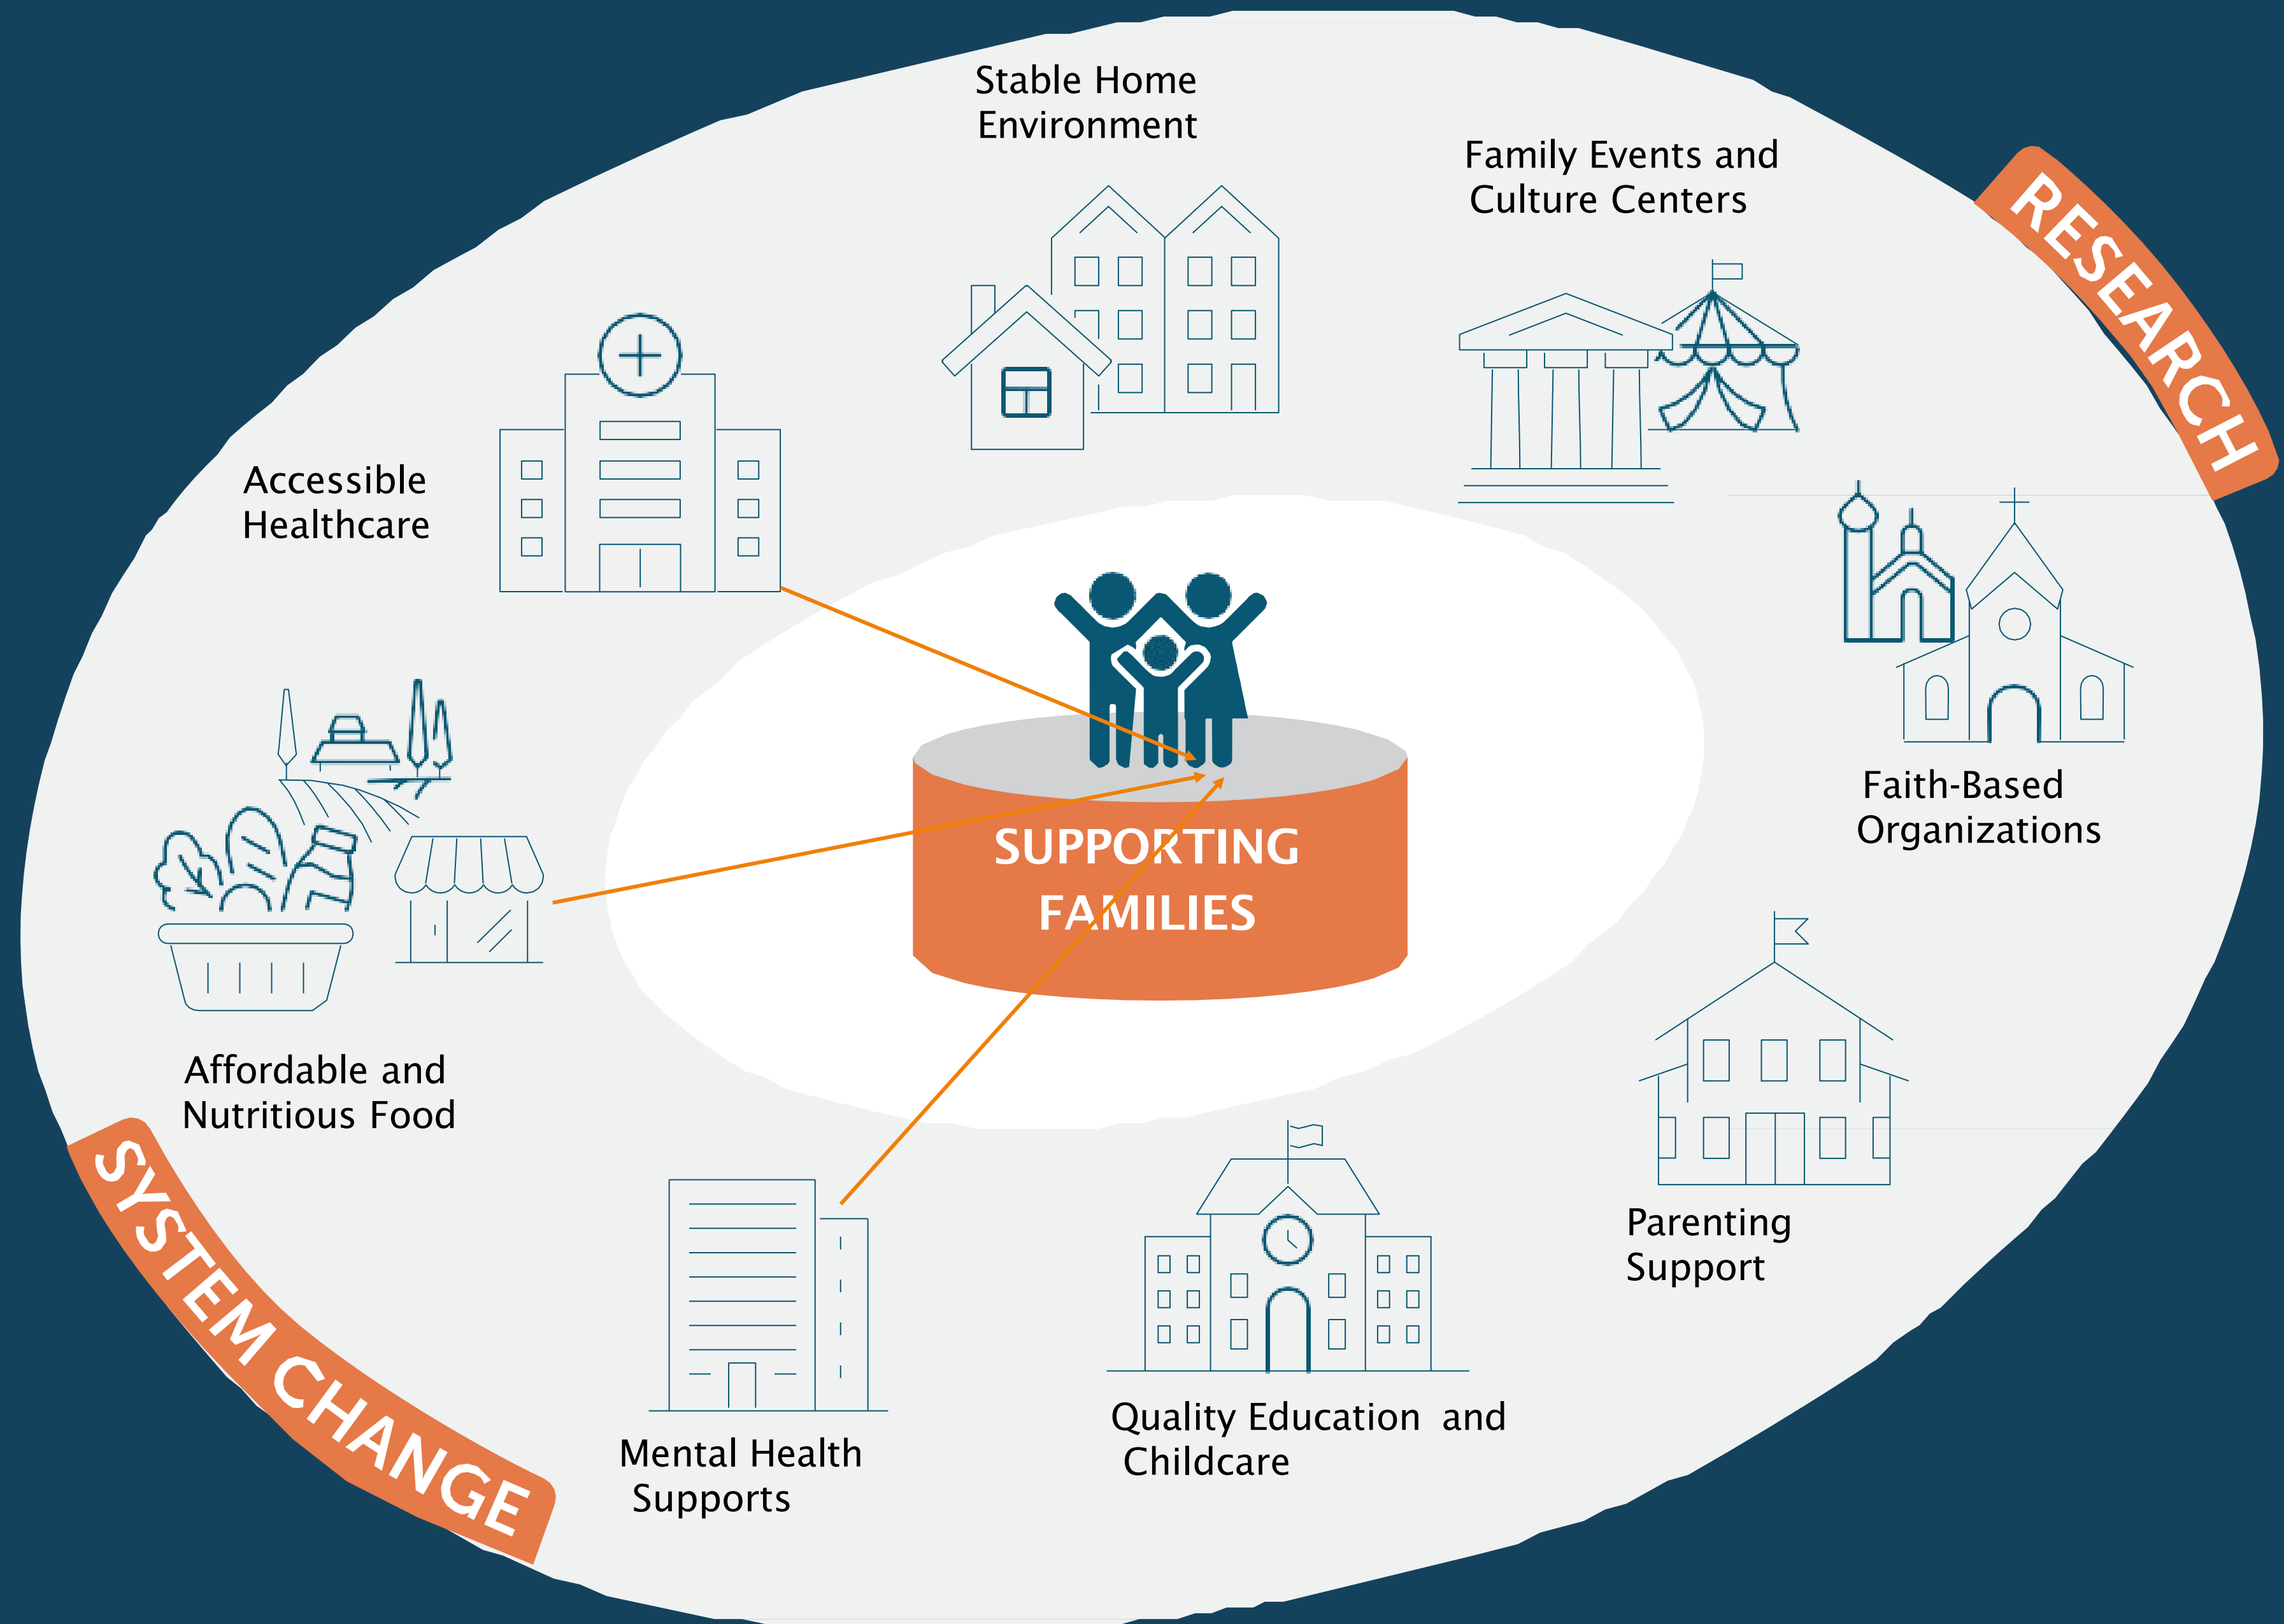 Stable Home
Environment
Family Events and
Culture Centers
RESEARCH
Accessible
Healthcare
Faith-Based
Organizations
SUPPORTING
FAMILIES
Affordable and
Nutritious Food
SYSTEM CHANGE
Parenting
Support
Quality Education and
Childcare
Mental Health
Supports